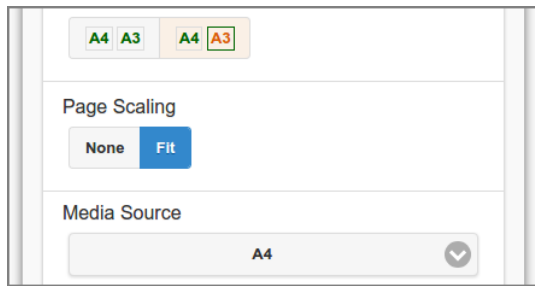 A4 A3 A4 A3
Page Scaling
None Fit
Media Source
A4